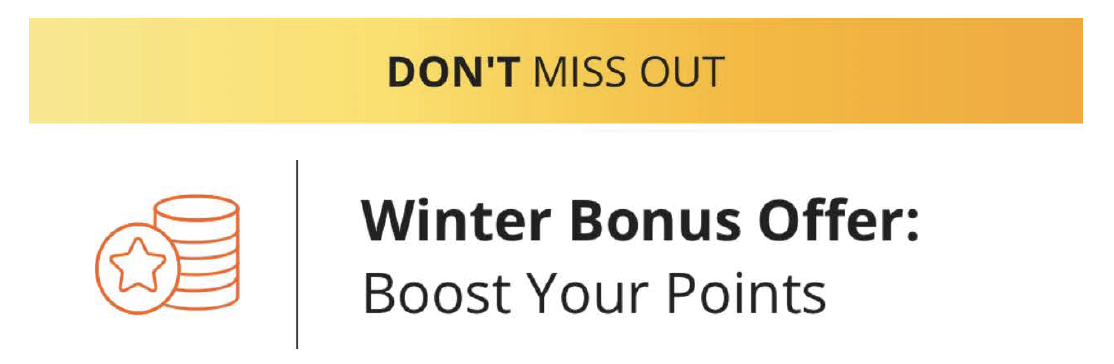 DON'T MISS OUT
Winter Bonus Offer:
Boost Your Points